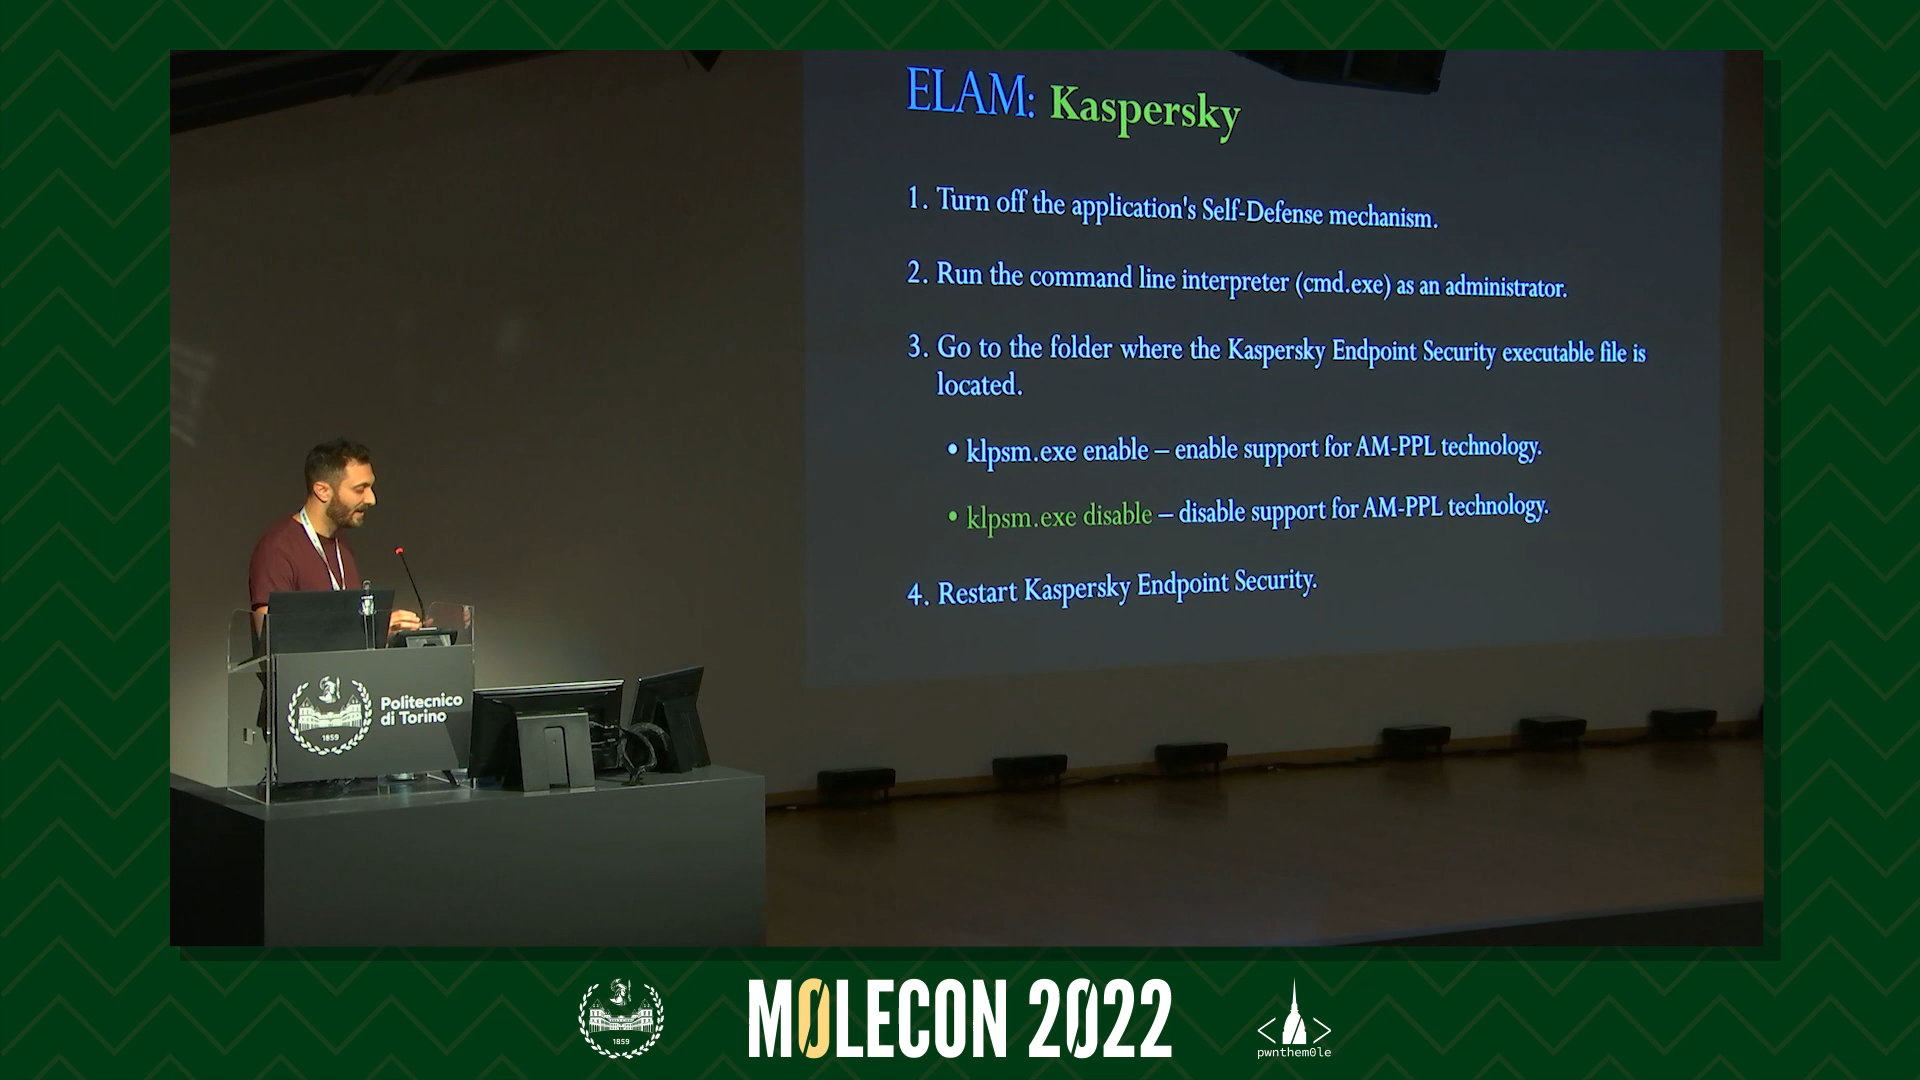 ELAM: Kaspersky
1. Turn off the application's Self-Defense mechanism.
2. Run the command line interpreter (cmd.exe) as an administrator.
3. Go to the folder where the Kaspersky Endpoint Security executable file is
located.
• klpsm.exe enable – enable support for AM-PPL technology.
• klpsm.exe disable – disable support for AM-PPL technology.
4. Restart Kaspersky Endpoint Security.
1859
Politecnico
di Torino
1859
MØLECON 2Ø22
pwnthem0le